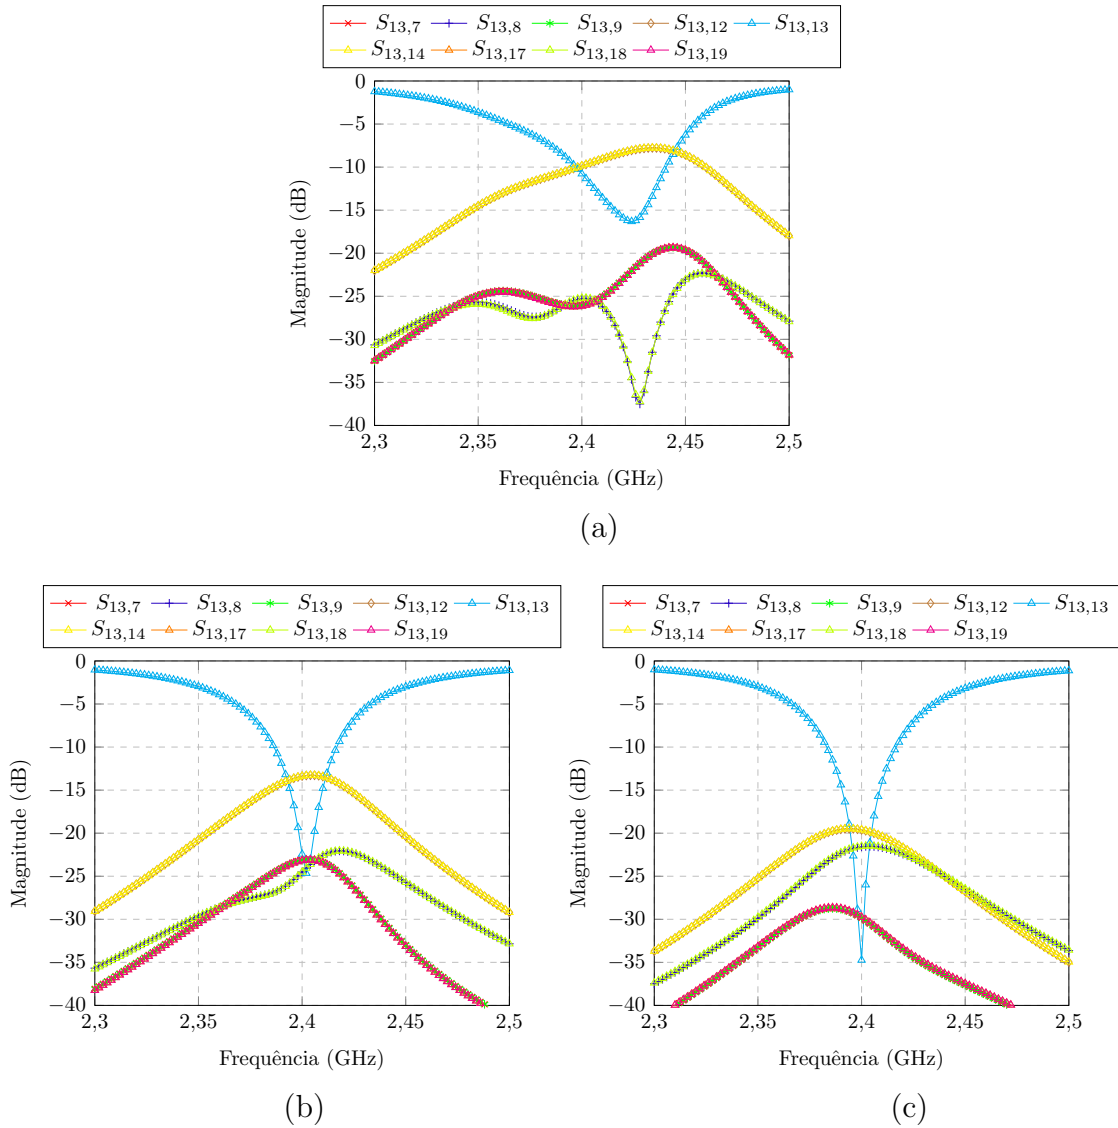 S13,7 S13,8 S13,9 S13,12 S13,13
S13,14 S13,17 S13,18 S13,19
0
−5
−10
−15
−20
−25
−30
−35
−40
Magnitude (dB)
2,3 2,35 2,4 2,45 2,5
Frequência (GHz)
(a)
S13,7 S13,8 S13,9 S13,12 S13,13
S13,14 S13,17 S13,18 S13,19
0
−5
−10
−15
−20
−25
−30
−35
−40
Magnitude (dB)
2,3 2,35 2,4 2,45 2,5
Frequência (GHz)
(b)
S13,7 S13,8 S13,9 S13,12 S13,13
S13,14 S13,17 S13,18 S13,19
0
−5
−10
−15
−20
−25
−30
−35
−40
Magnitude (dB)
2,3 2,35 2,4 2,45 2,5
Frequência (GHz)
(c)